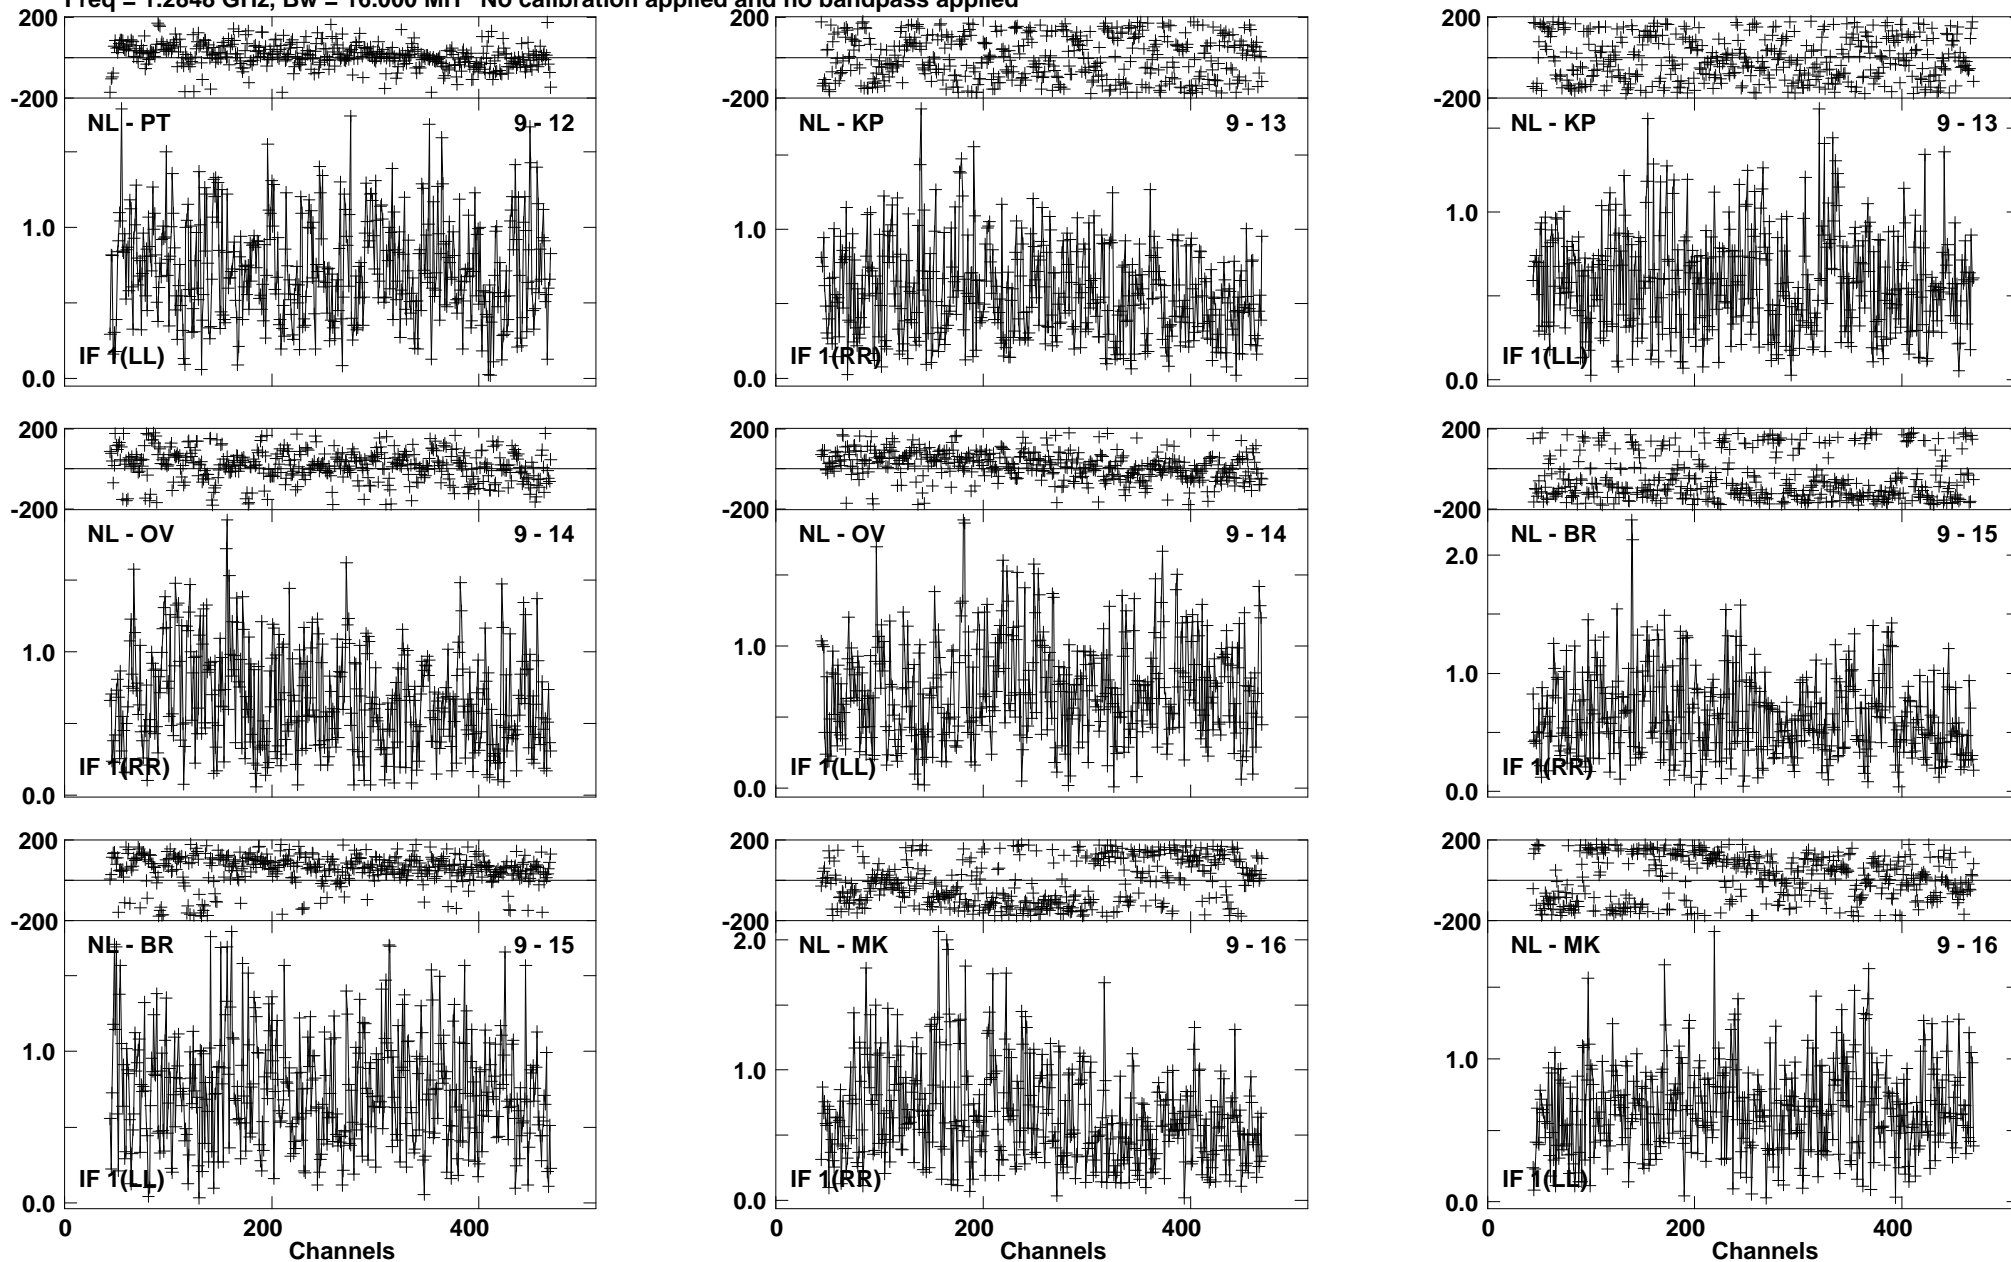 Freq = 1.2848 GHz, Bw = 16.000 MH No calibration applied and no bandpass applied
200
-200
NL - PT 9 - 12
1.0
IF 1(LL)
0.0
200
-200
NL - KP 9 - 13
1.0
IF 1(RR)
0.0
200
-200
NL - KP 9 - 13
1.0
IF 1(LL)
0.0
200
-200
NL - OV 9 - 14
1.0
IF 1(RR)
0.0
200
-200
NL - OV 9 - 14
1.0
IF 1(LL)
0.0
200
-200
NL - BR 9 - 15
2.0
1.0
IF 1(RR)
0.0
200
-200
NL - BR 9 - 15
1.0
IF 1(LL)
0.0
0 200 400
Channels
200
-200
NL - MK 9 - 16
2.0
1.0
IF 1(RR)
0.0
0 200 400
Channels
200
-200
NL - MK 9 - 16
1.0
IF 1(LL)
0.0
0 200 400
Channels